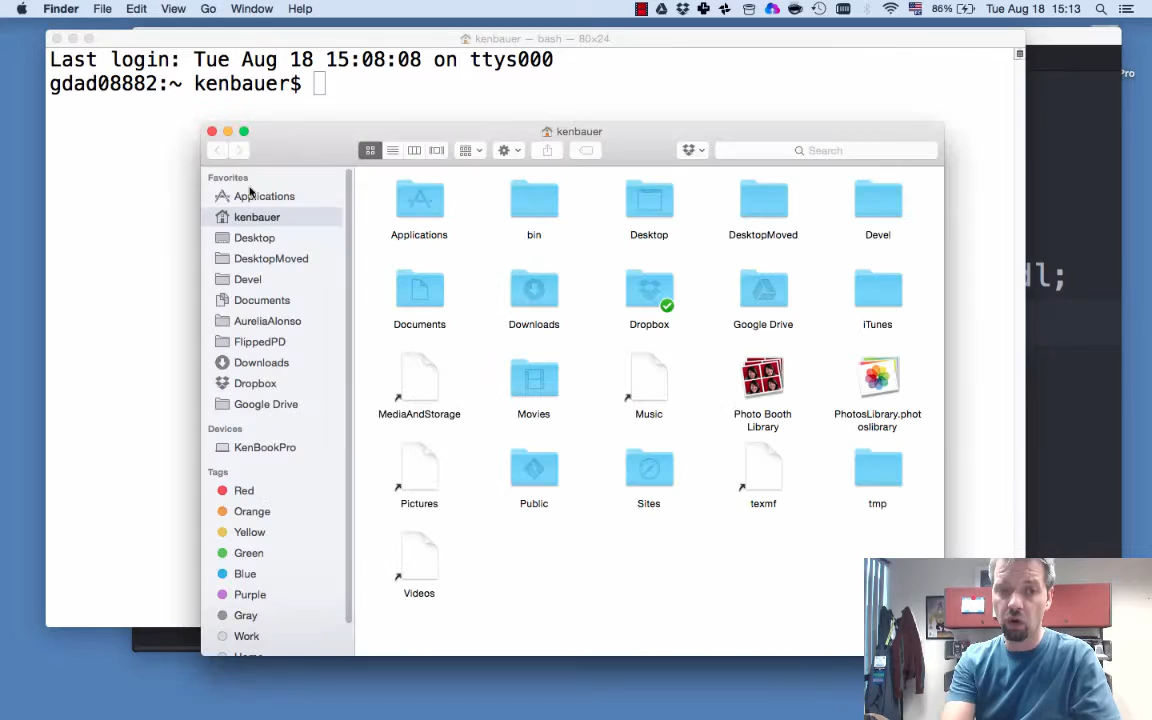 Finder File Edit View Go Window Help 86% Tue Aug 18 15:13
kenbauer — bash — 80x24
Last login: Tue Aug 18 15:08:08 on ttys000
gdad08882:~ kenbauer$
Pro
dl;
kenbauer
Search
Favorites
Applications
kenbauer
Desktop
DesktopMoved
Devel
Documents
AureliaAlonso
FlippedPD
Downloads
Dropbox
Google Drive
Devices
KenBookPro
Tags
Red
Orange
Yellow
Green
Blue
Purple
Gray
Work
Applications bin Desktop DesktopMoved Devel
Documents Downloads Dropbox Google Drive iTunes
MediaAndStorage Movies Music Photo Booth PhotosLibrary.phot
Library oslibrary
Pictures Public Sites texmf tmp
Videos